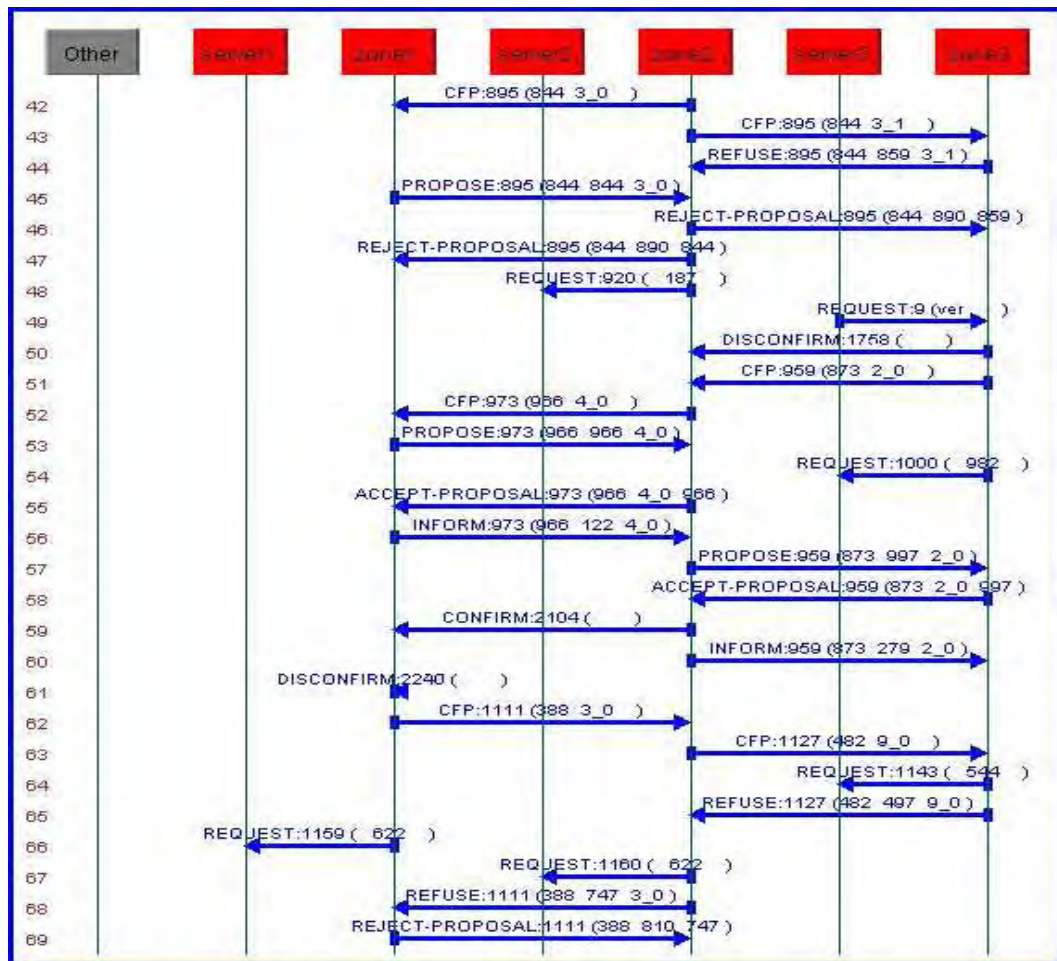 Other server1 zone1 server2 zone2 server3 zone3
42 CFP:895 (844 3_0 )
43 CFP:895 (844 3_1 )
44 REFUSE:895 (844 859 3_1)
45 PROPOSE:895 (844 844 3_0)
46 REJECT-PROPOSAL:895 (844 890 859)
47 REJECT-PROPOSAL:895 (844 890 844)
48 REQUEST:920 ( 187 )
49 REQUEST:9 (ver )
50 DISCONFIRM:1758 ( )
51 CFP:959 (873 2_0 )
52 CFP:973 (966 4_0 )
53 PROPOSE:973 (966 966 4_0)
54 REQUEST:1000 ( 982 )
55 ACCEPT-PROPOSAL:973 (966 4_0 966)
56 INFORM:973 (966 122 4_0)
57 PROPOSE:959 (873 997 2_0)
58 ACCEPT-PROPOSAL:959 (873 2_0 997)
59 CONFIRM:2104 ( )
60 INFORM:959 (873 279 2_0)
61 DISCONFIRM:2240 ( )
62 CFP:1111 (388 3_0 )
63 CFP:1127 (482 9_0 )
64 REQUEST:1143 ( 544 )
65 REFUSE:1127 (482 497 9_0)
66 REQUEST:1159 ( 622 )
67 REQUEST:1160 ( 622 )
68 REFUSE:1111 (388 747 3_0)
69 REJECT-PROPOSAL:1111 (388 810 747)